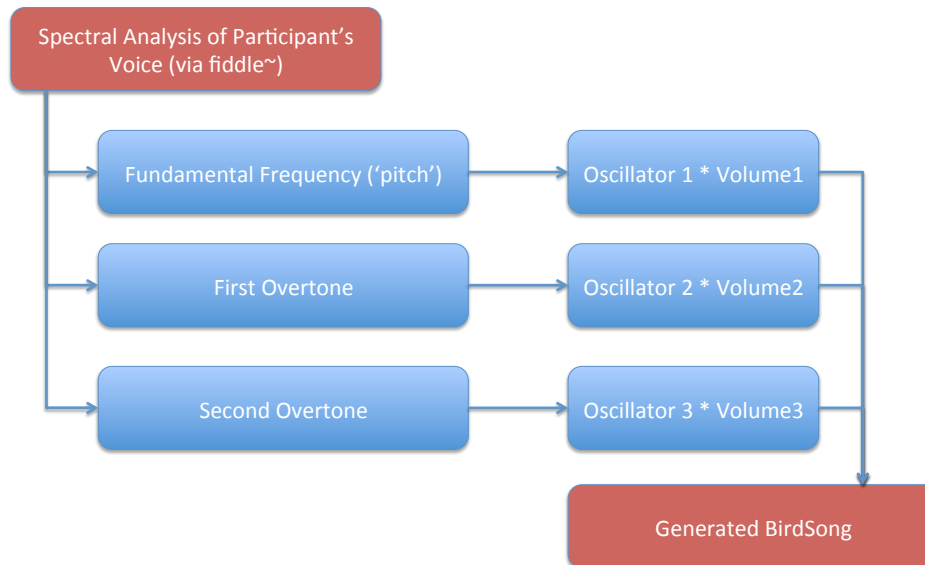 Spectral Analysis of Participant's
Voice (via fiddle~)
Fundamental Frequency ('pitch')
Oscillator 1 * Volume1
First Overtone
Oscillator 2 * Volume2
Second Overtone
Oscillator 3 * Volume3
Generated BirdSong